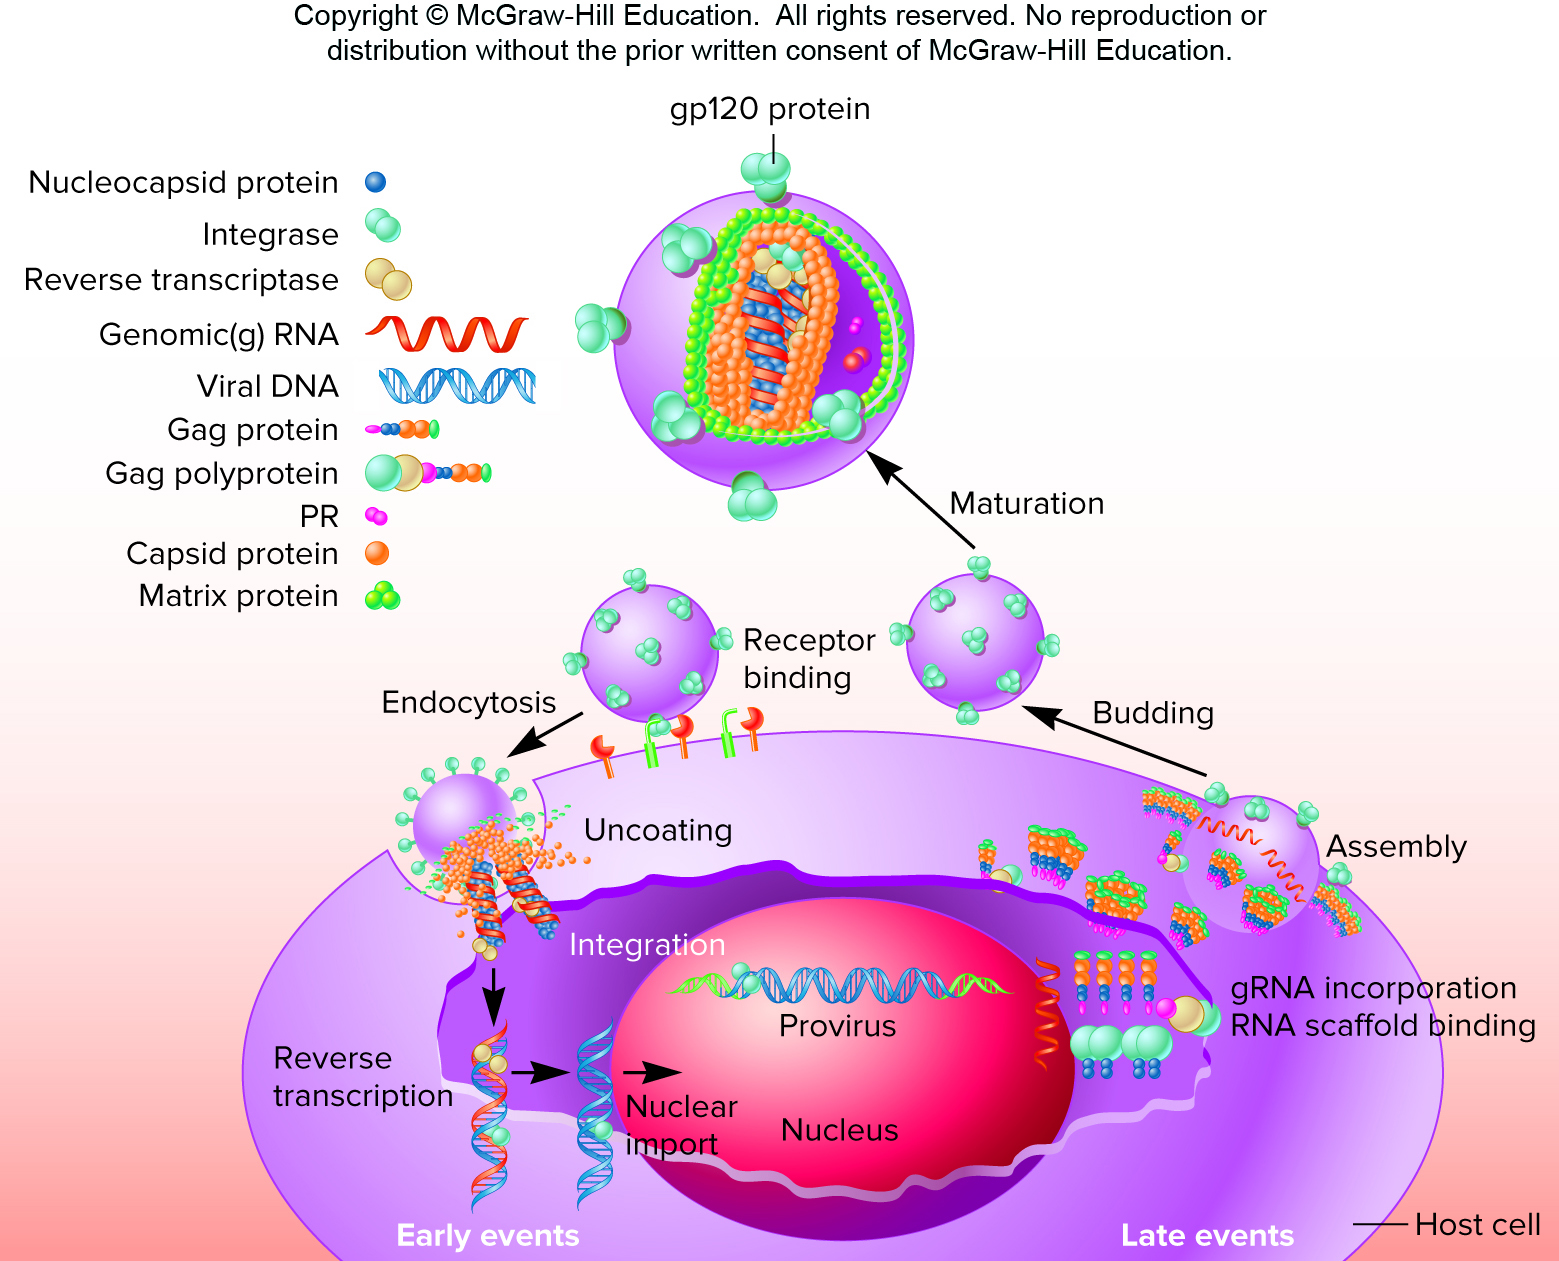 Copyright © McGraw-Hill Education.  All rights reserved. No reproduction or
distribution without the prior written consent of McGraw-Hill Education.
gp120 protein
Nucleocapsid protein
Integrase
Reverse transcriptase
Genomic(g) RNA
Viral DNA
Gag protein
Gag polyprotein
PR
Capsid protein
Matrix protein
Maturation
Receptor
binding
Endocytosis
Budding
Uncoating
Assembly
Integration
gRNA incorporation
RNA scaffold binding
Provirus
Reverse
transcription
Nuclear
import
Nucleus
Early events
Late events
Host cell